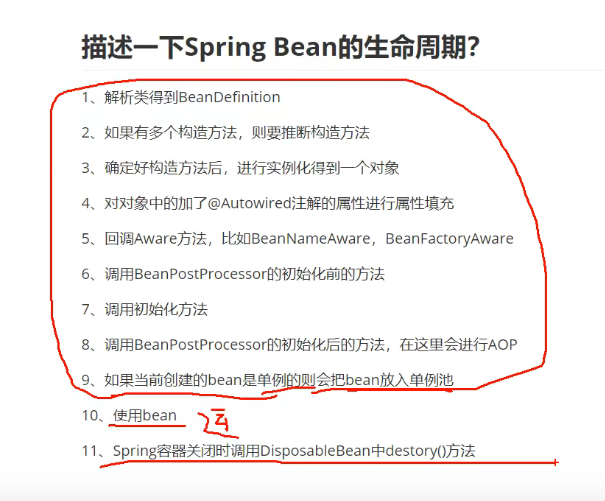 描述一下Spring Bean的生命周期？
1、解析类得到BeanDefinition
2、如果有多个构造方法，则要推断构造方法
3、确定好构造方法后，进行实例化得到一个对象
4、对对象中的加了@Autowired注解的属性进行属性填充
5、回调Aware方法，比如BeanNameAware，BeanFactoryAware
6、调用BeanPostProcessor的初始化前的方法
7、调用初始化方法
8、调用BeanPostProcessor的初始化后的方法，在这里会进行AOP
9、如果当前创建的bean是单例的则会把bean放入单例池
10、使用bean
11、Spring容器关闭时调用DisposableBean中destory()方法